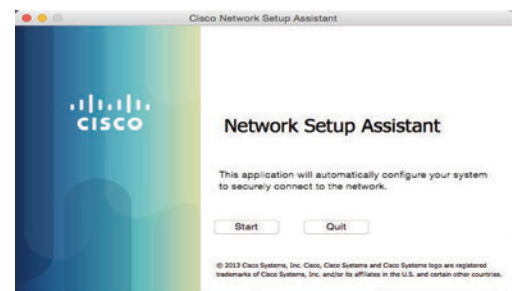 Cisco Network Setup Assistant
CISCO
Network Setup Assistant
This application will automatically configure your system
to securely connect to the network.
Start
Quit
© 2013 Cisco Systems, Inc. Cisco, Cisco Systems and Cisco Systems logo are registered
trademarks of Cisco Systems, Inc. and/or its affiliates in the U.S. and certain other countries.